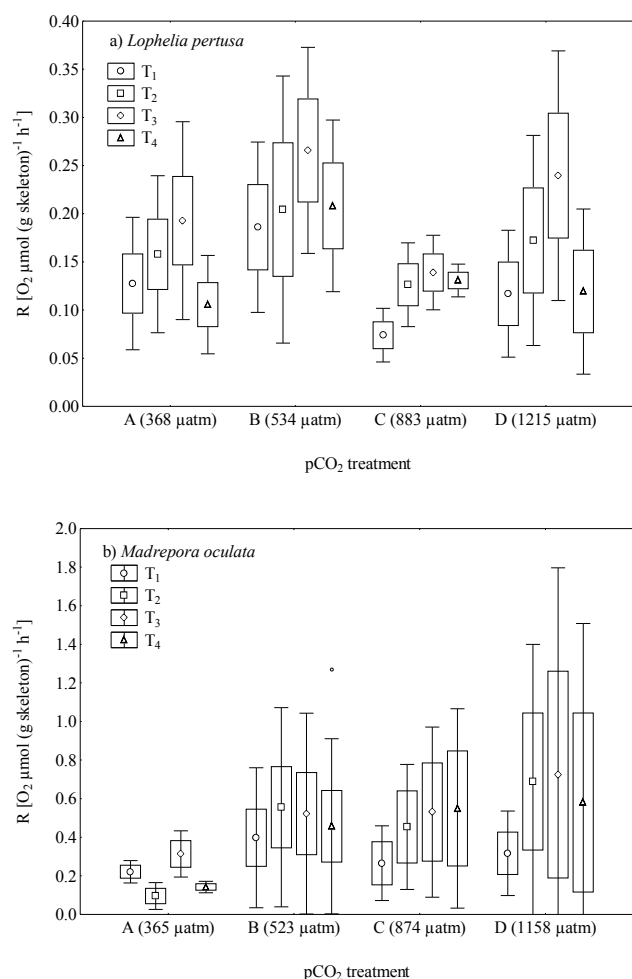 a) Lophelia pertusa
T₁
T₂
T₃
T₄
0.40
0.35
0.30
0.25
0.20
0.15
0.10
0.05
0.00
R [O₂ µmol (g skeleton)⁻¹ h⁻¹]
A (368 µatm) B (534 µatm) C (883 µatm) D (1215 µatm)
pCO₂ treatment
b) Madrepora oculata
T₁
T₂
T₃
T₄
2.0
1.8
1.6
1.4
1.2
1.0
0.8
0.6
0.4
0.2
0.0
R [O₂ µmol (g skeleton)⁻¹ h⁻¹]
A (365 µatm) B (523 µatm) C (874 µatm) D (1158 µatm)
pCO₂ treatment